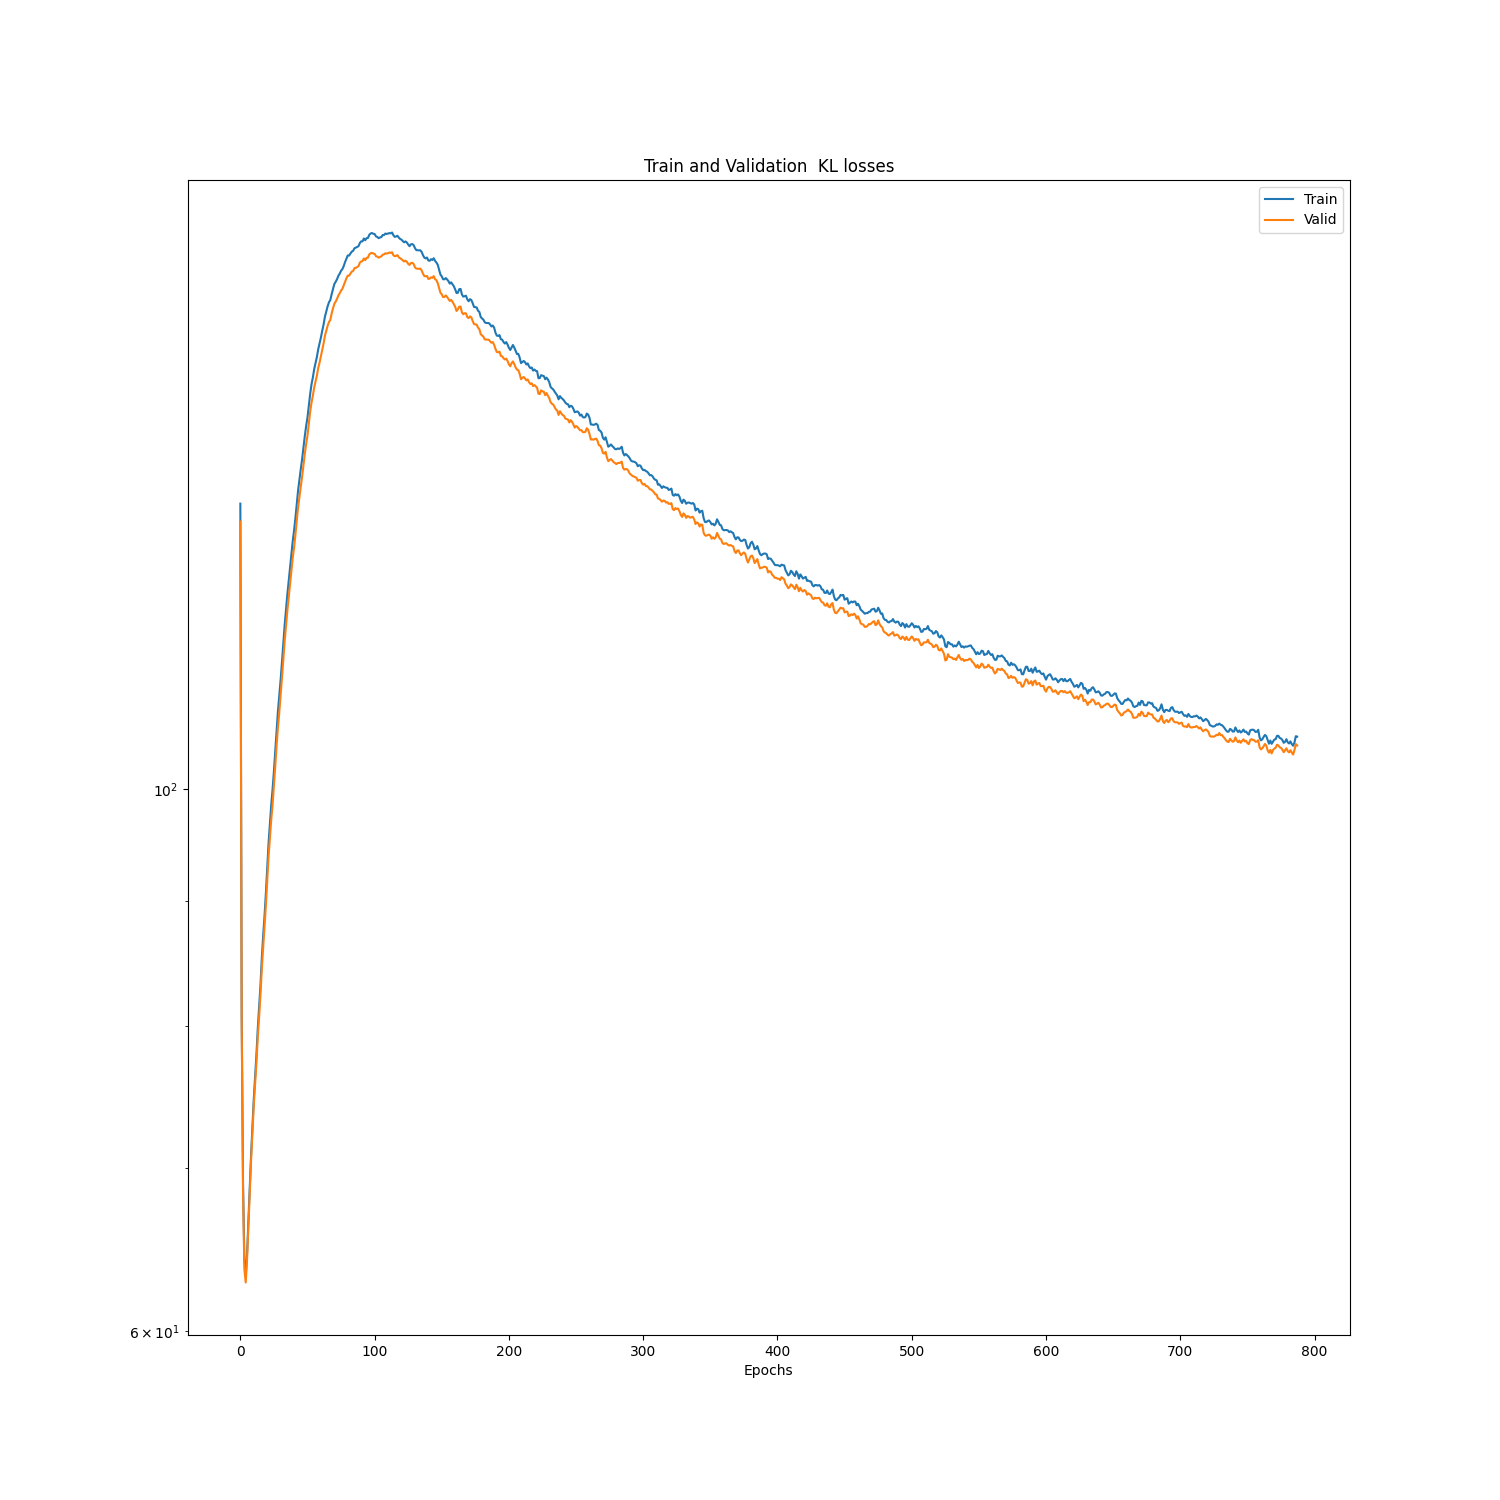 Train and Validation  KL losses
Train
Valid
10²
6 × 10¹
0 100 200 300 400 500 600 700 800
Epochs